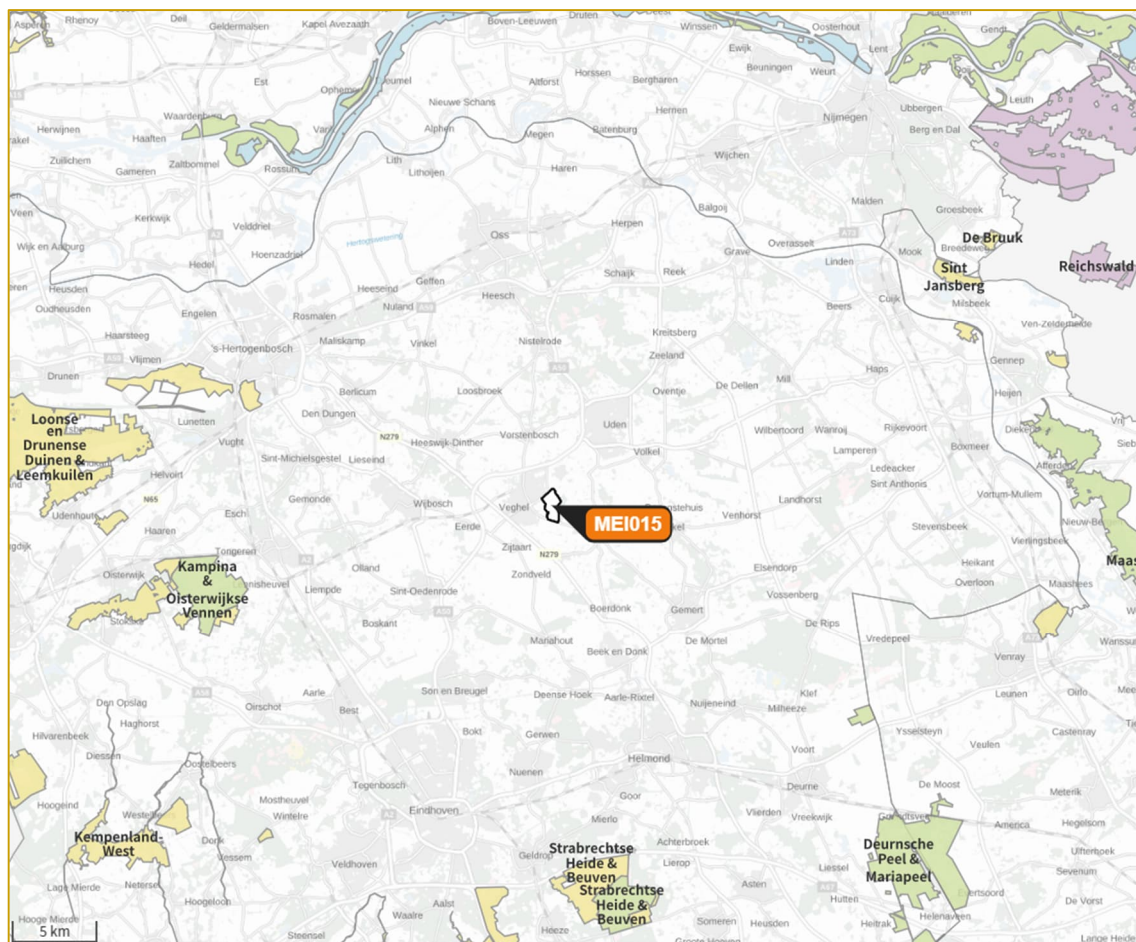 Asperen
Rhenoy
Deil
Geldermalsen
Kapel Avezaath
Boven-Leeuwen
Druten
Winssen
Ewijk
Beuningen
Weurt
Oosterhout
Lent
Gendt
Est
Ophemert
Altforst
Horssen
Bergharen
Hernen
Leuth
Ubbergen
Nijmegen
Berg en Dal
Herwijnen
Haaften
Waardenburg
Nieuwe Schans
Alphen
Megen
Batenburg
Wijchen
Zuilichem
Gameren
Zaltbommel
Rossum
Lith
Lithoijen
Haren
Malden
Groesbeek
Veen
Kerkwijk
Velddriel
Herpen
Balgoij
De Bruuk
Breedeweg
Wijk en Aalburg
Hedel
Hoenzadriel
Hertogswetering
Oss
Grave
Overasselt
Mook
Linden
Sint
Jansberg
Reichswald
Heusden
Oudheusden
Engelen
Heeseind
Geffen
Nuland
Heesch
Schaijk
Reek
Beers
Cuijk
Milsbeek
Ven-Zelderheide
Haarsteeg
Vlijmen
Rosmalen
Maliskamp
Vinkel
Nistelrode
Kreitsberg
Zeeland
Gennep
Drunen
's-Hertogenbosch
Berlicum
Loosbroek
Oventje
De Dellen
Mill
Haps
Heijen
Loonse
en
Drunense
Duinen &
Leemkuilen
Lunetten
Vught
Den Dungen
N279
Heeswijk-Dinther
Vorstenbosch
Uden
Volkel
Wilbertoord
Wanroij
Rijkevoort
Boxmeer
Lamperen
Ledeacker
Sint Anthonis
Helvoirt
N65
Sint-Michielsgestel
Lieseind
Gemonde
Wijbosch
Veghel
MEI015
Venhorst
Landhorst
Vortum-Mullem
Stevensbeek
Vierlingsbeek
Udenhout
Haaren
Esch
Eerde
Zijtaart
N279
Zondveld
Elsendorp
Heikant
Overloon
Maashees
Tongeren
Oisterwijk
Kampina
&
Oisterwijkse
Vennen
Liempde
Olland
Sint-Oedenrode
Boskant
Boerdonk
Gemert
Vossenberg
De Rips
Vredepeel
Mariahout
Beek en Donk
De Mortel
Venray
Aarle
Oirschot
Best
Son en Breugel
Deense Hoek
Aarle-Rixtel
Nuijeneind
Klef
Milheeze
Leunen
Oirlo
Den Opslag
Haghorst
Hilvarenbeek
Diessen
Oostelbeers
Bokt
Gerwen
Nuenen
Helmond
Voort
Ysselsteyn
Veulen
Castenray
De Moost
Meterik
Hoogeind
Mostheuvel
Wintelre
Tegenbosch
Eindhoven
Goor
Mierlo
Deurne
Vlierden
Vreekwijk
America
Hegelsom
Kempenland-
West
Vessem
Veldhoven
Geldrop
Strabrechtse
Heide &
Beuven
Strabrechtse
Heide &
Beuven
Achterbroek
Lierop
Liessel
Deurnsche
Peel &
Mariapeel
Sevenum
Lage Mierde
Hoogeloon
Aalst
Waalre
Asten
Hutten
De Vorst
Hooge Mierde
5 km
Steensel
Heeze
Someren
Heusden
Heitrak
Helenaveen